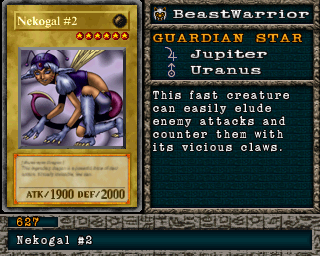 Nekogal #2
ATK/1900 DEF/2000
BeastWarrior
GUARDIAN STAR
Jupiter
Uranus
This fast creature
can easily elude
enemy attacks and
counter them with
its vicious claws.
627
Nekogal #2